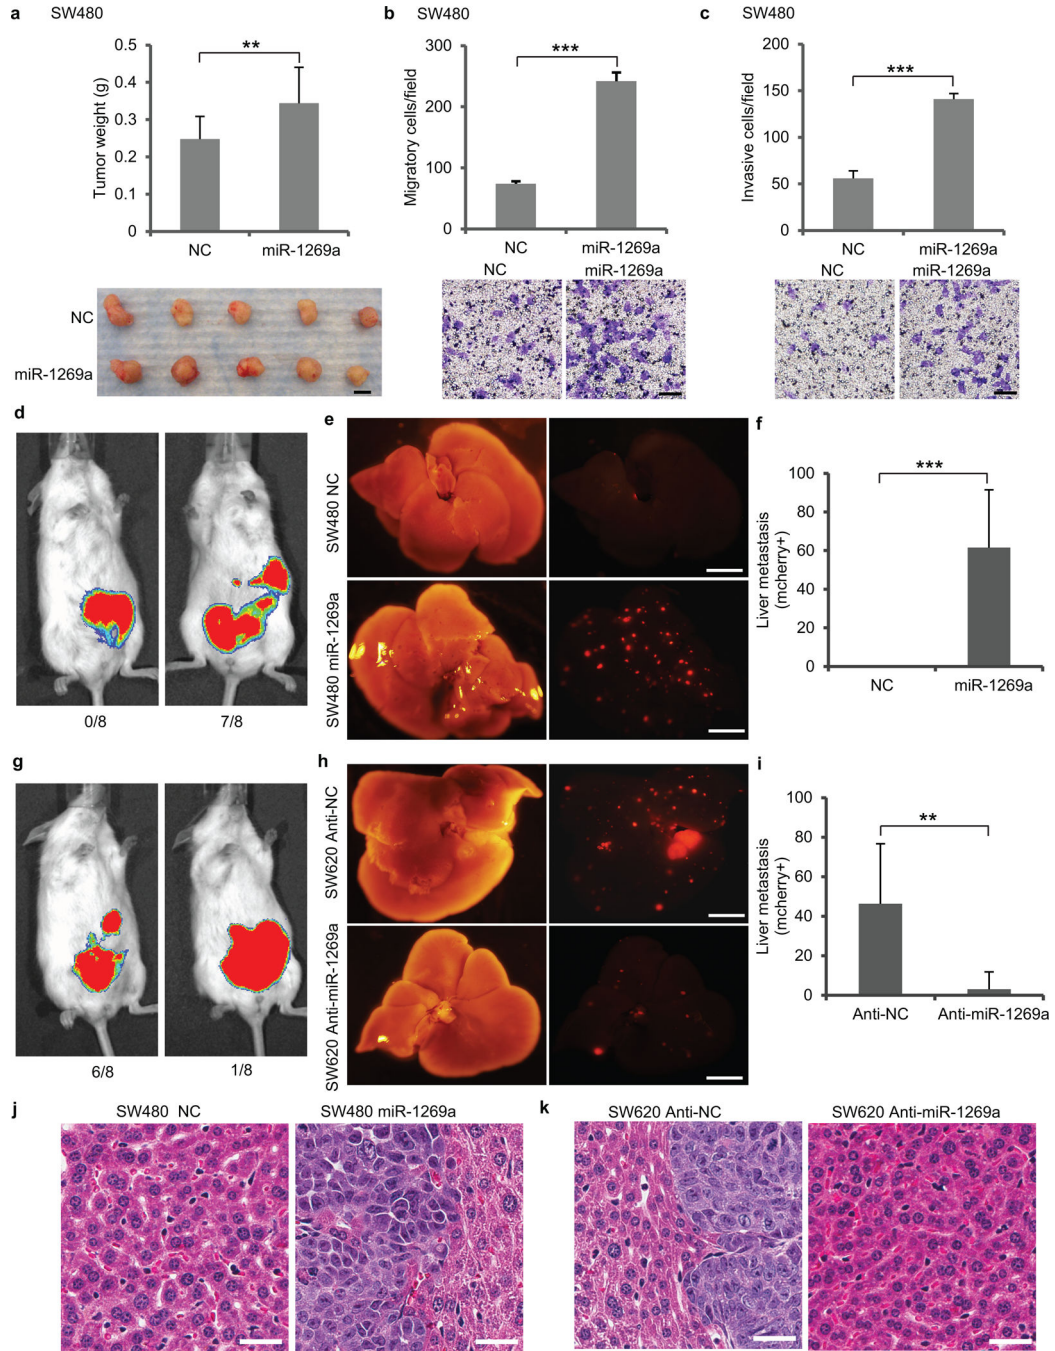 a SW480
0.5
0.4
0.3
0.2
0.1
0
Tumor weight (g)
**
NC miR-1269a
NC
miR-1269a
b SW480
300
200
100
0
Migratory cells/field
***
NC miR-1269a
NC miR-1269a
c SW480
200
150
100
50
0
Invasive cells/field
***
NC miR-1269a
NC miR-1269a
d
0/8 7/8
e
SW480 NC
SW480 miR-1269a
f
100
80
60
40
20
0
Liver metastasis
(mcherry+)
***
NC miR-1269a
g
6/8 1/8
h
SW620 Anti-NC
SW620 Anti-miR-1269a
i
100
80
60
40
20
0
Liver metastasis
(mcherry+)
**
Anti-NC Anti-miR-1269a
j SW480 NC SW480 miR-1269a
k SW620 Anti-NC SW620 Anti-miR-1269a